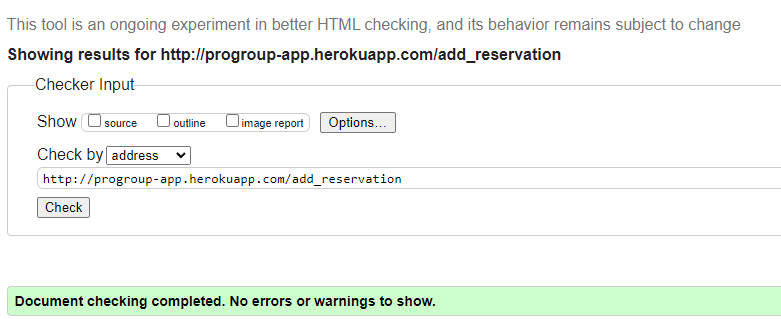 This tool is an ongoing experiment in better HTML checking, and its behavior remains subject to change
Showing results for http://progroup-app.herokuapp.com/add_reservation
Checker Input
Show source outline image report Options...
Check by address
http://progroup-app.herokuapp.com/add_reservation
Check
Document checking completed. No errors or warnings to show.